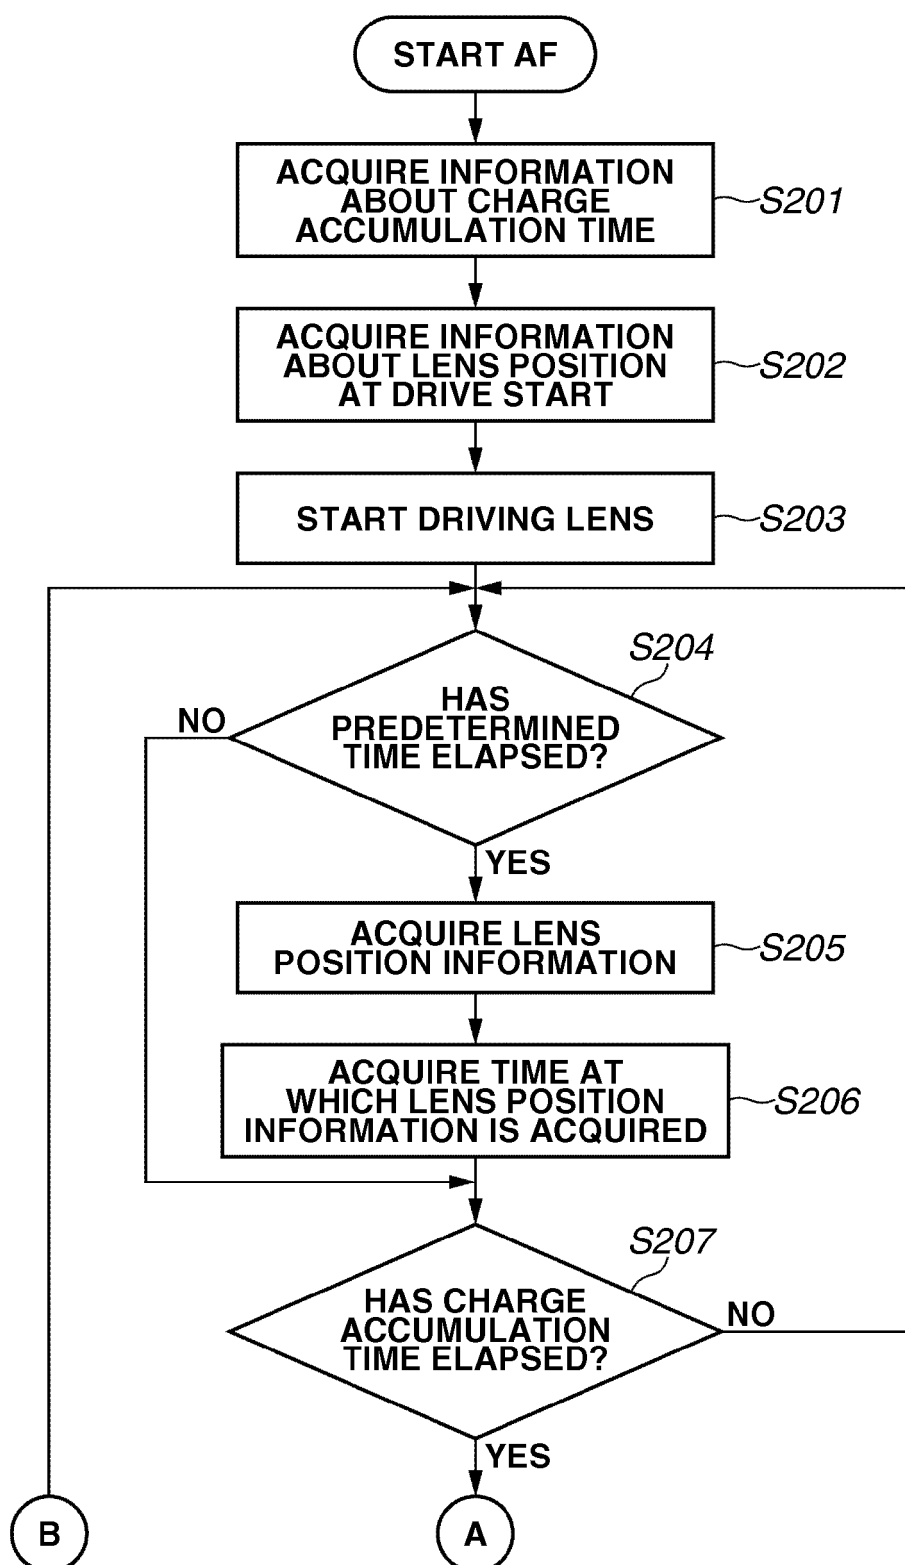 START AF
ACQUIRE INFORMATION
ABOUT CHARGE
ACCUMULATION TIME
S201
ACQUIRE INFORMATION
ABOUT LENS POSITION
AT DRIVE START
S202
START DRIVING LENS
S203
S204
HAS
PREDETERMINED
TIME ELAPSED?
NO
YES
ACQUIRE LENS
POSITION INFORMATION
S205
ACQUIRE TIME AT
WHICH LENS POSITION
INFORMATION IS ACQUIRED
S206
S207
HAS CHARGE
ACCUMULATION
TIME ELAPSED?
NO
YES
B
A